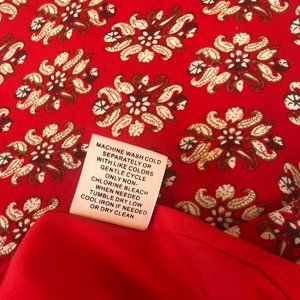 MACHINE WASH COLD
SEPARATELY OR
WITH LIKE COLORS
GENTLE CYCLE
ONLY NON-
CHLORINE BLEACH
WHEN NEEDED
TUMBLE DRY LOW
COOL IRON IF NEEDED
OR DRY CLEAN